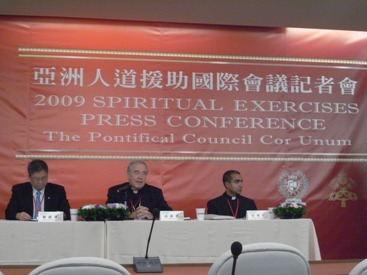 亞洲人道援助國際會議記者會
2009 SPIRITUAL EXERCISES
PRESS CONFERENCE
The Pontifical Council Cor Unum